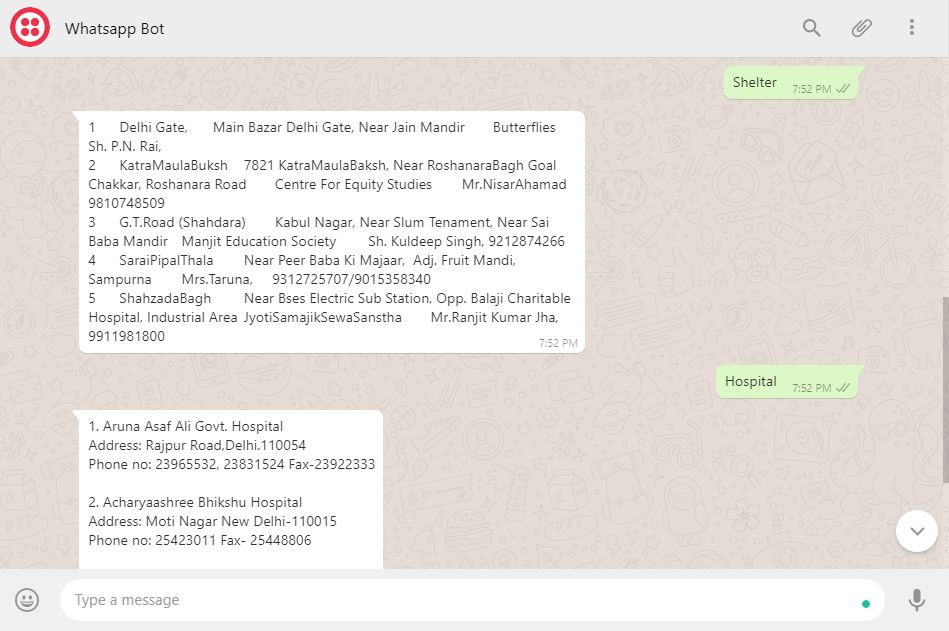 Whatsapp Bot
Shelter 7:52 PM
1 Delhi Gate, Main Bazar Delhi Gate, Near Jain Mandir Butterflies
Sh. P.N. Rai,
2 KatraMaulaBuksh 7821 KatraMaulaBaksh, Near RoshanaraBagh Goal
Chakkar, Roshanara Road Centre For Equity Studies Mr.NisarAhamad
9810748509
3 G.T.Road (Shahdara) Kabul Nagar, Near Slum Tenament, Near Sai
Baba Mandir Manjit Education Society Sh. Kuldeep Singh, 9212874266
4 SaraiPipalThala Near Peer Baba Ki Majaar, Adj. Fruit Mandi,
Sampurna Mrs.Taruna, 9312725707/9015358340
5 ShahzadaBagh Near Bses Electric Sub Station, Opp. Balaji Charitable
Hospital, Industrial Area JyotiSamajikSewaSanstha Mr.Ranjit Kumar Jha,
9911981800
7:52 PM
Hospital 7:52 PM
1. Aruna Asaf Ali Govt. Hospital
Address: Rajpur Road,Delhi.110054
Phone no: 23965532, 23831524 Fax-23922333
2. Acharyaashree Bhikshu Hospital
Address: Moti Nagar New Delhi-110015
Phone no: 25423011 Fax- 25448806
Type a message